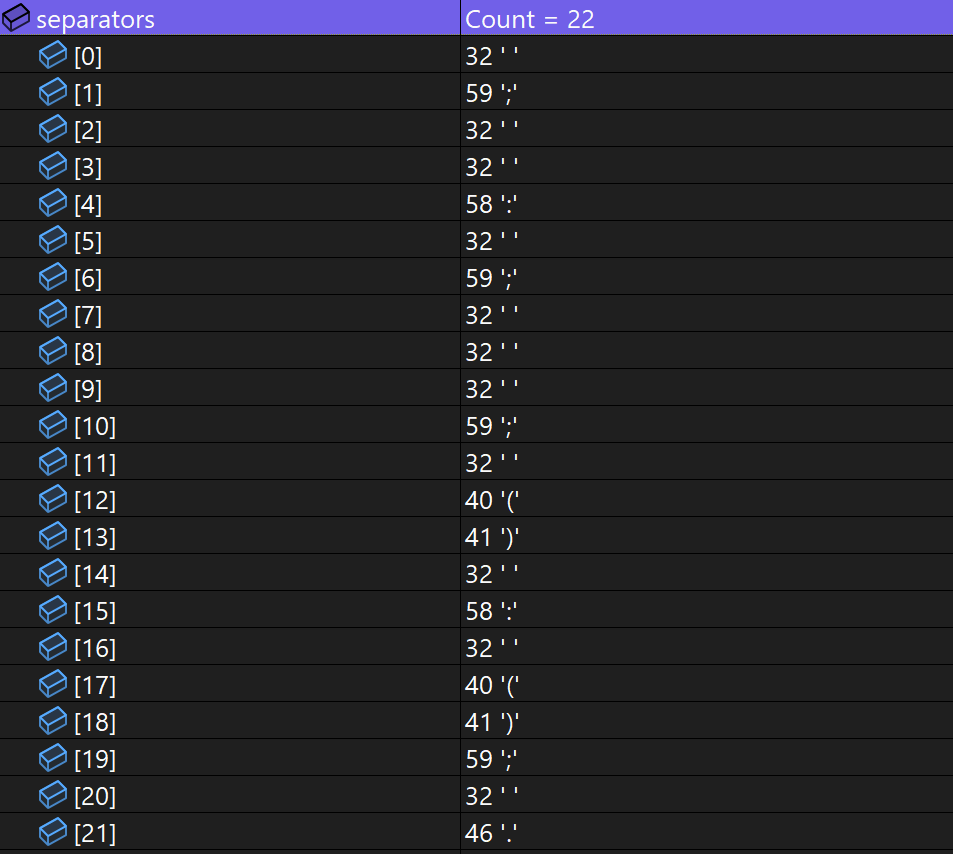 separators Count = 22
[0] 32 ' '
[1] 59 ';'
[2] 32 ' '
[3] 32 ' '
[4] 58 ':'
[5] 32 ' '
[6] 59 ';'
[7] 32 ' '
[8] 32 ' '
[9] 32 ' '
[10] 59 ';'
[11] 32 ' '
[12] 40 '('
[13] 41 ')'
[14] 32 ' '
[15] 58 ':'
[16] 32 ' '
[17] 40 '('
[18] 41 ')'
[19] 59 ';'
[20] 32 ' '
[21] 46 '.'